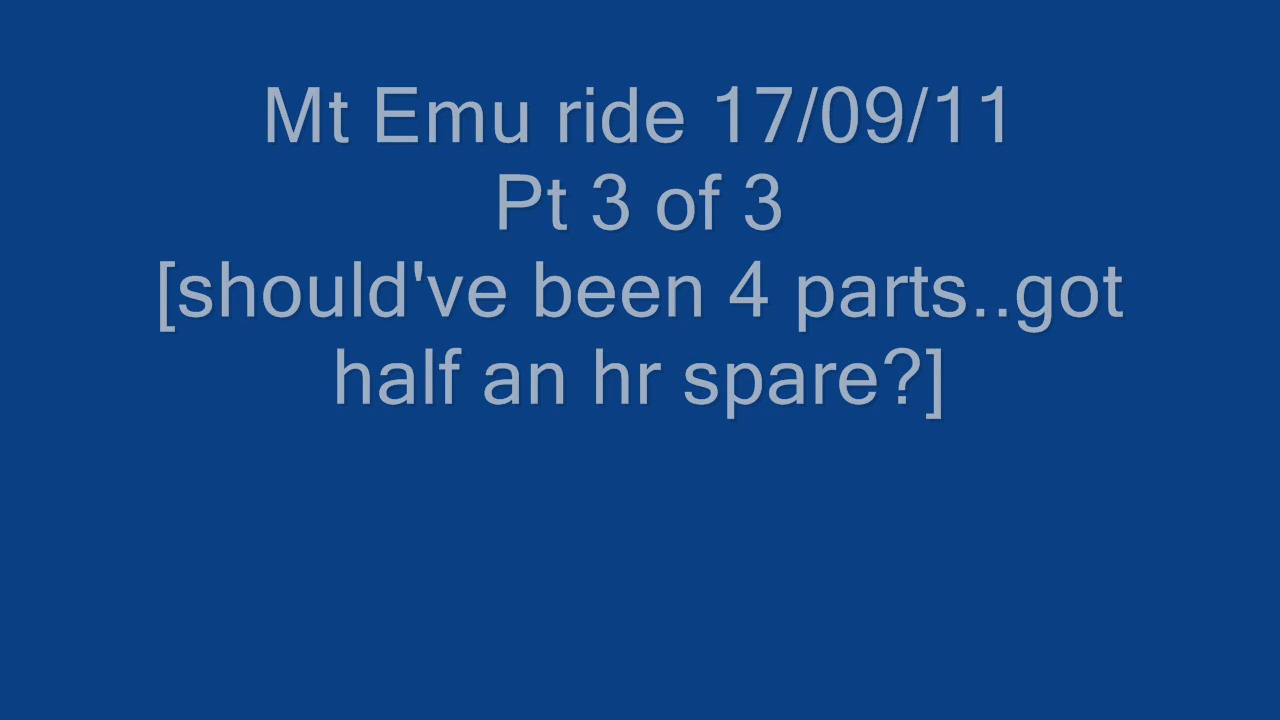 Mt Emu ride 17/09/11
Pt 3 of 3
[should've been 4 parts..got
half an hr spare?]